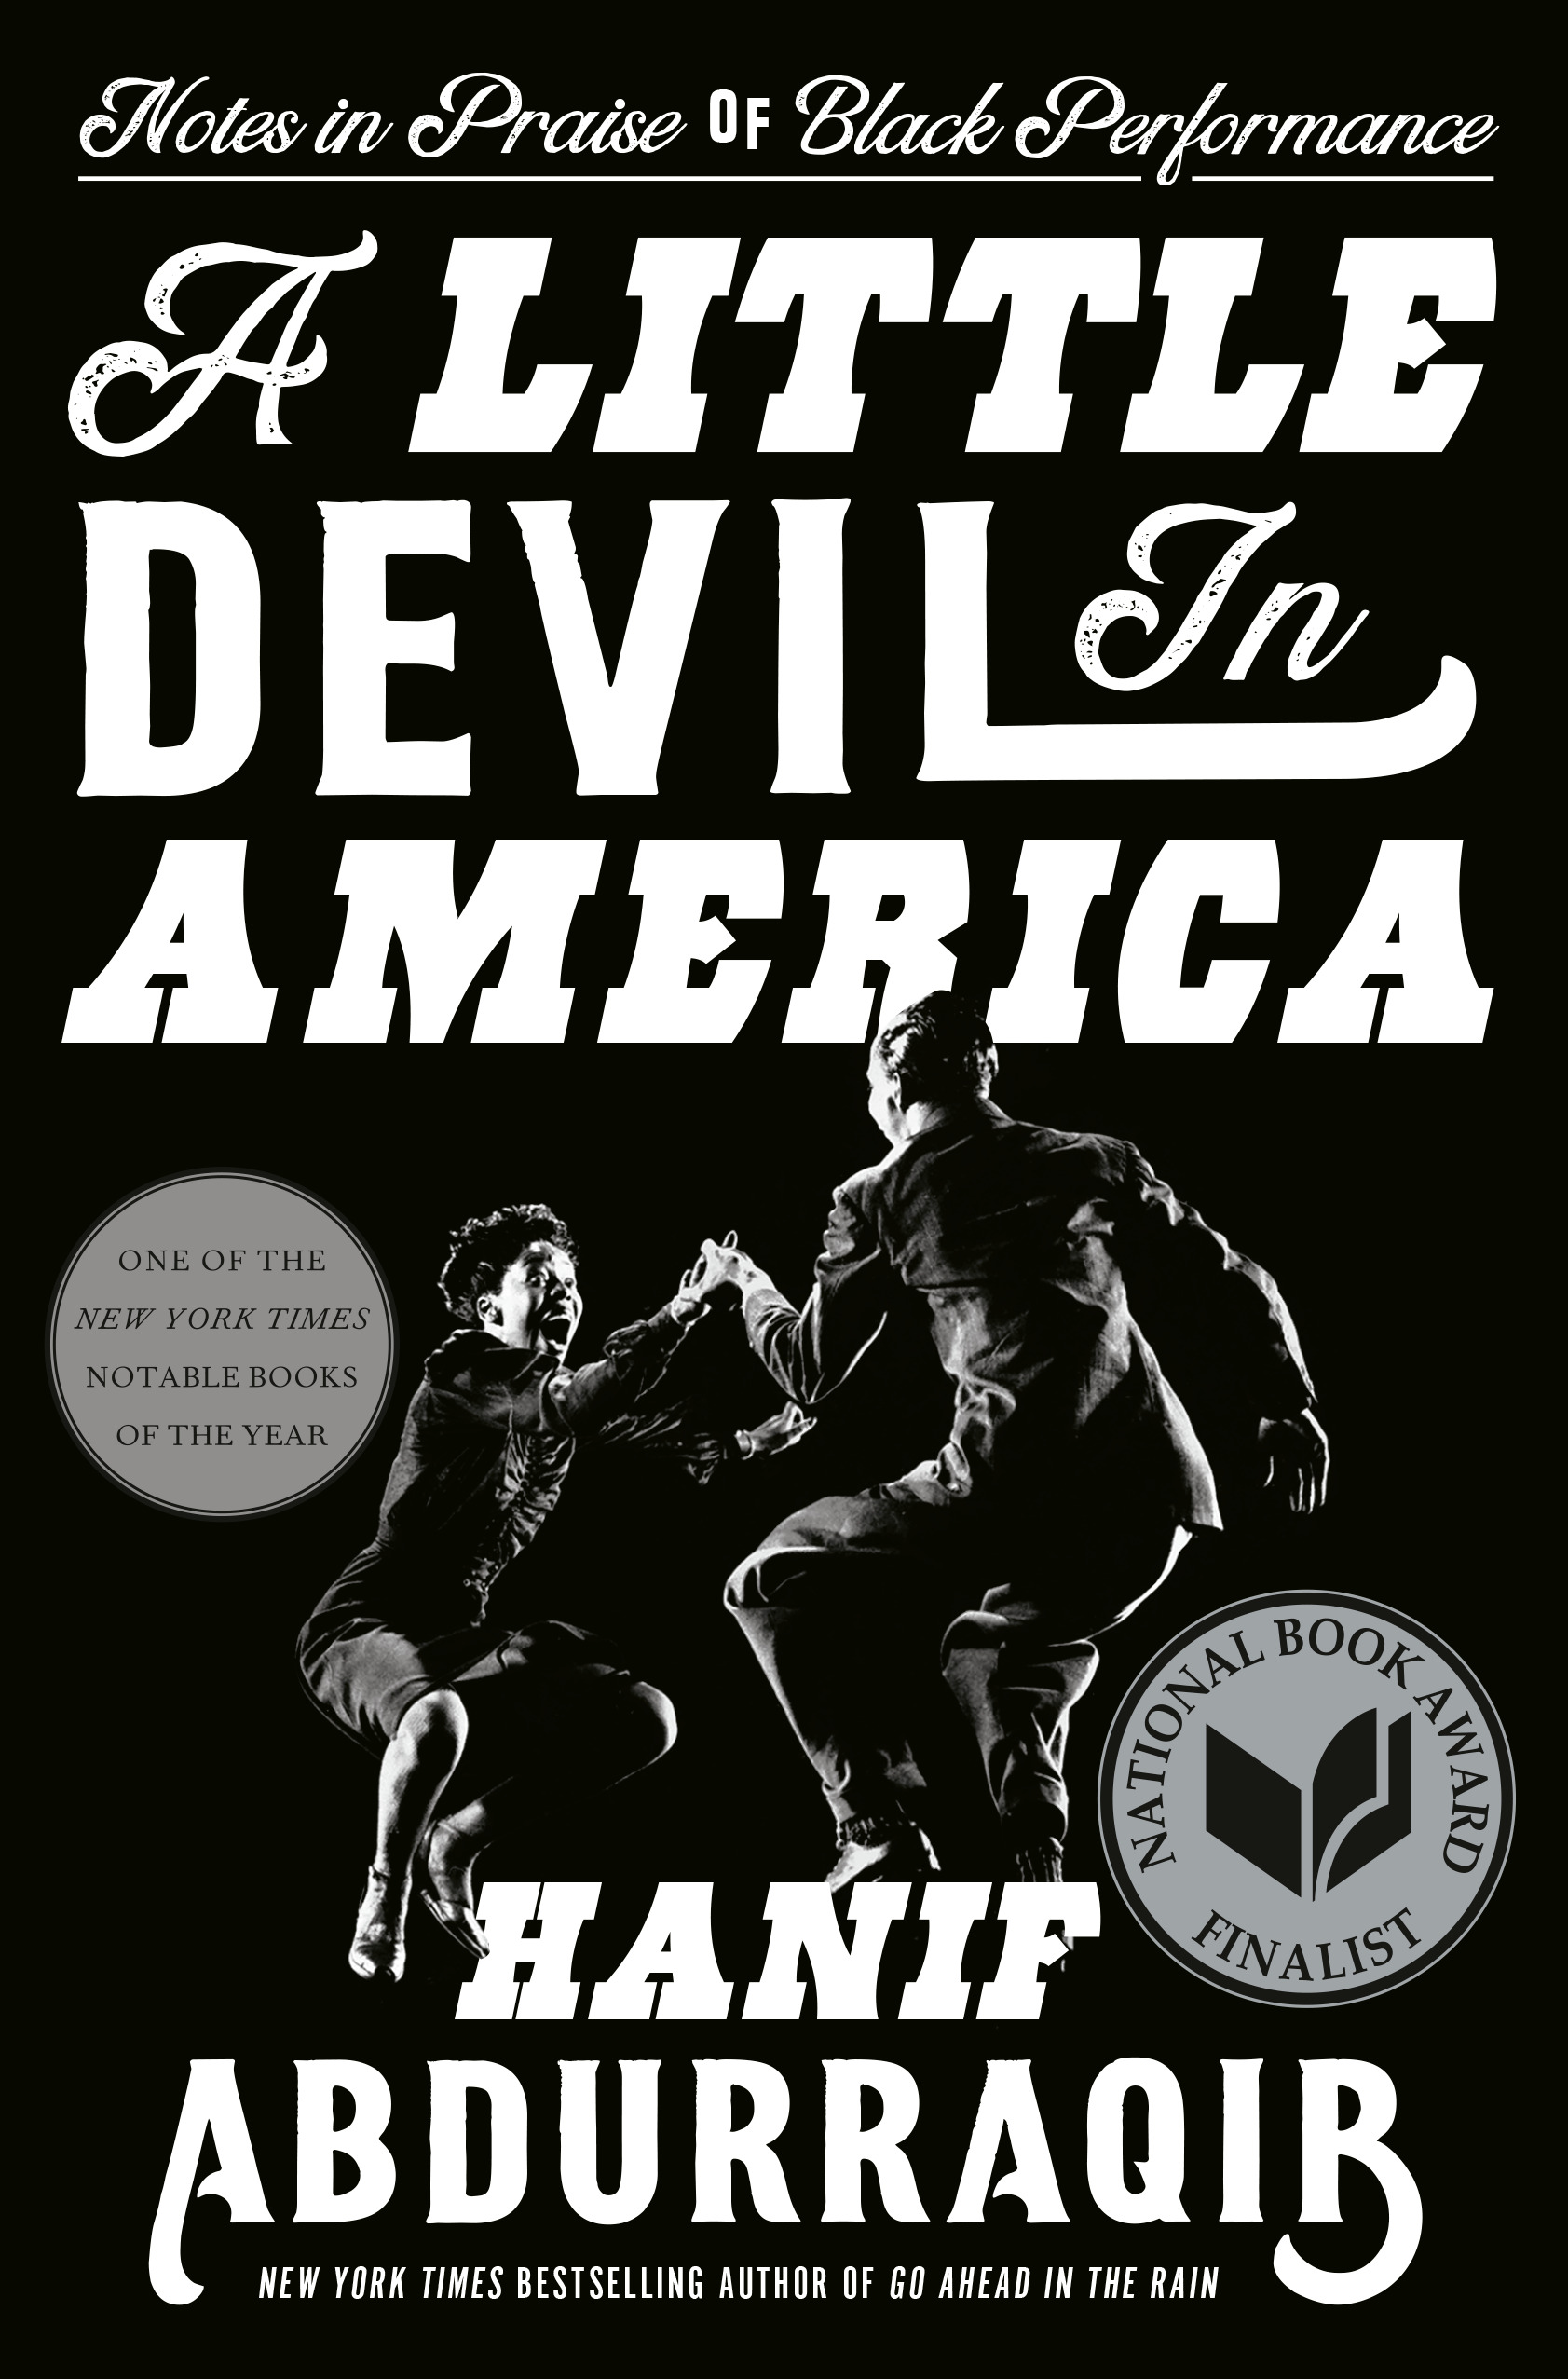 Notes in Praise OF Black Performance
A LITTLE
DEVIL In
AMERICA
ONE OF THE
NEW YORK TIMES
NOTABLE BOOKS
OF THE YEAR
NATIONAL BOOK AWARD
FINALIST
HANIF
ABDURRAQIB
NEW YORK TIMES BESTSELLING AUTHOR OF GO AHEAD IN THE RAIN